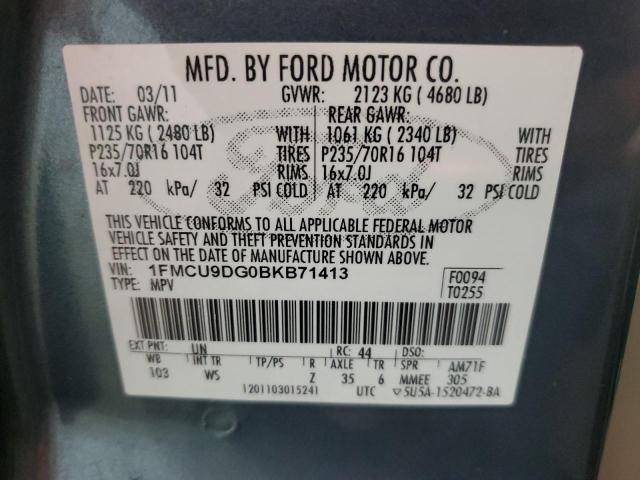 MFD. BY FORD MOTOR CO.
DATE: 03/11 GVWR: 2123 KG ( 4680 LB)
FRONT GAWR: REAR GAWR:
1125 KG ( 2480 LB) WITH 1061 KG ( 2340 LB) WITH
P235/70R16 104T TIRES P235/70R16 104T TIRES
16x7.0J RIMS 16x7.0J RIMS
AT 220 kPa/ 32 PSI COLD AT 220 kPa/ 32 PSI COLD
Ford
THIS VEHICLE CONFORMS TO ALL APPLICABLE FEDERAL MOTOR
VEHICLE SAFETY AND THEFT PREVENTION STANDARDS IN
EFFECT ON THE DATE OF MANUFACTURE SHOWN ABOVE.
VIN: 1FMCU9DG0BKB71413 F0094
TYPE: MPV T0255
EXT PNT: UN RC: 44 DSO:
WB INT TR TP/PS R AXLE TR SPR AM71F
103 WS Z 35 6 MMEE 305
1201103015241 UTC ▽5U5A-1520472-BA